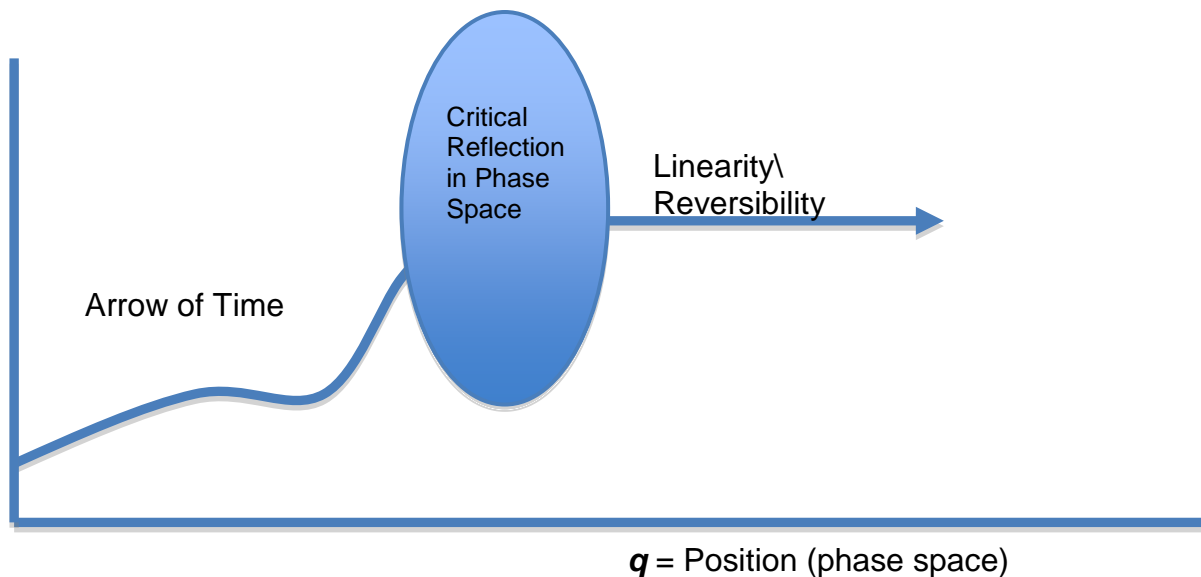 Critical
Reflection
in Phase
Space
Linearity\
Reversibility
Arrow of Time
q = Position (phase space)